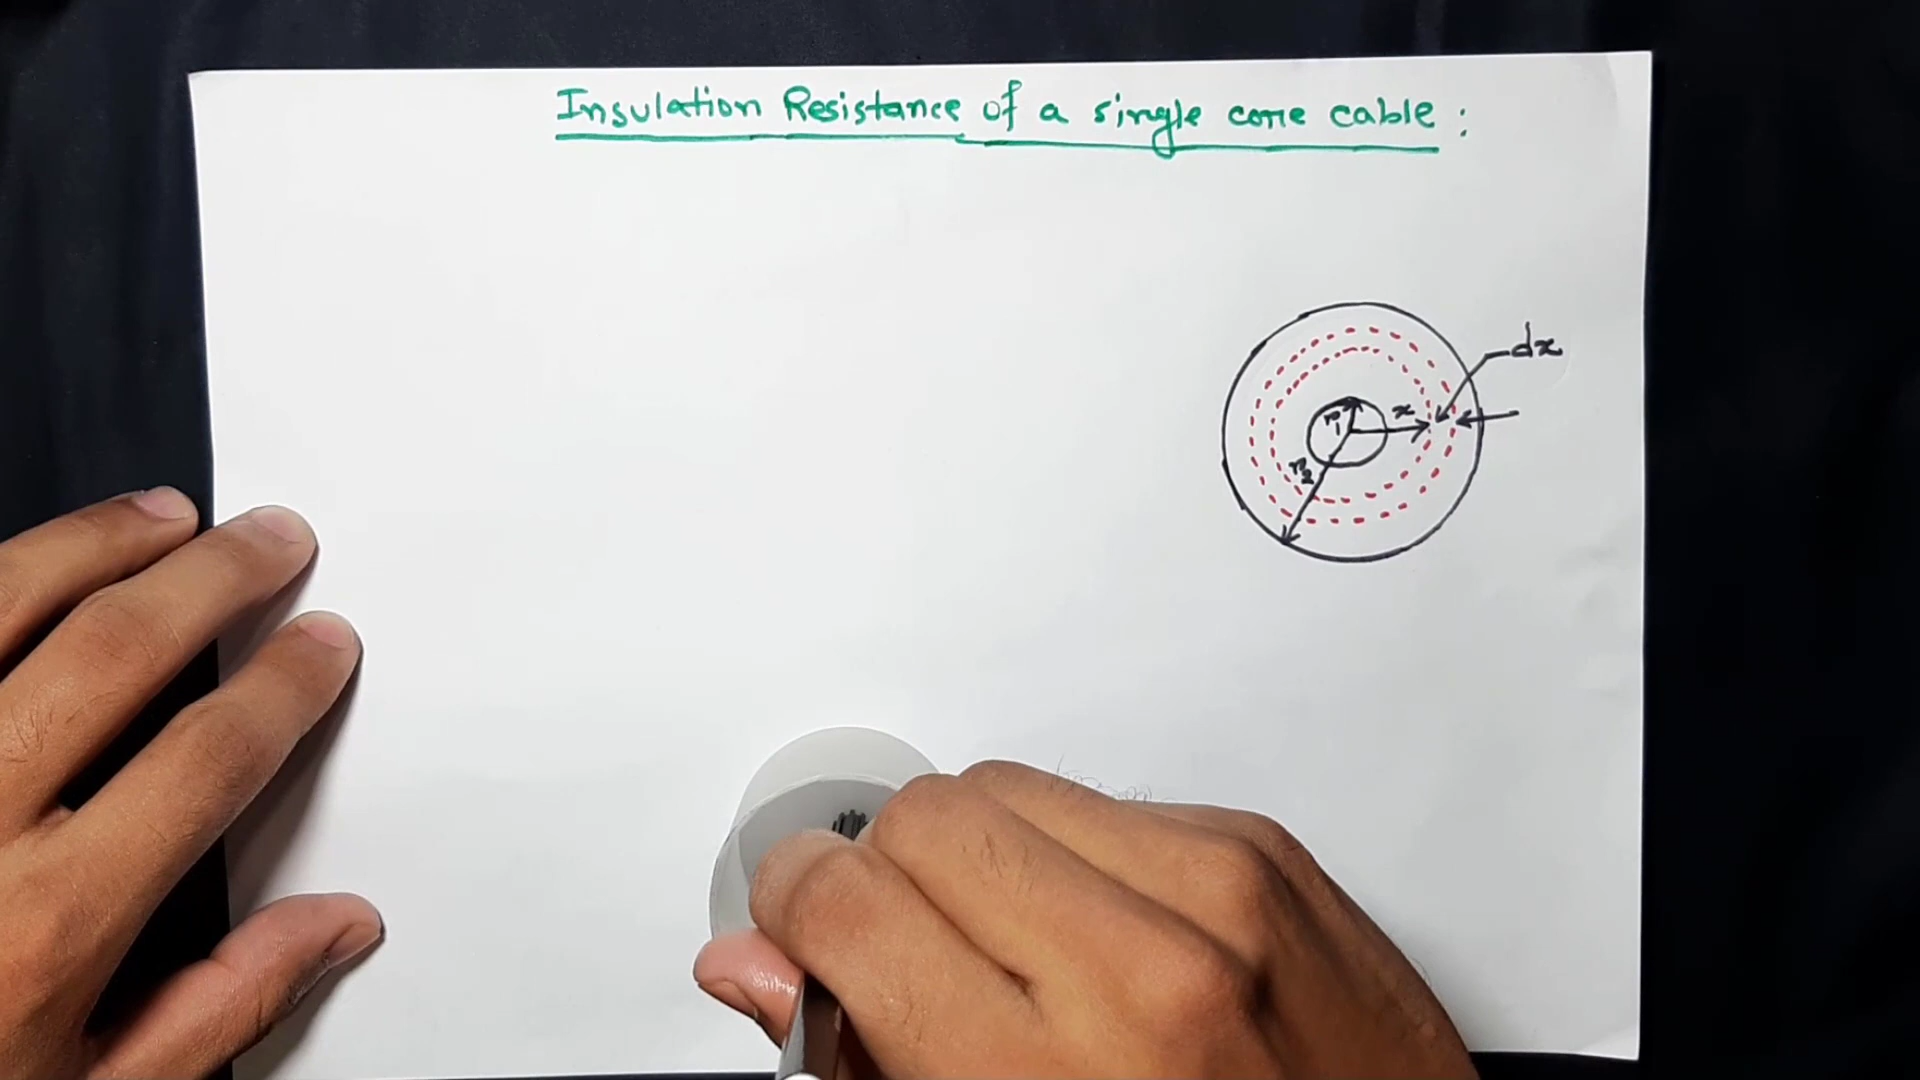 Insulation Resistance of a single core cable :
dx
r1
x
r2